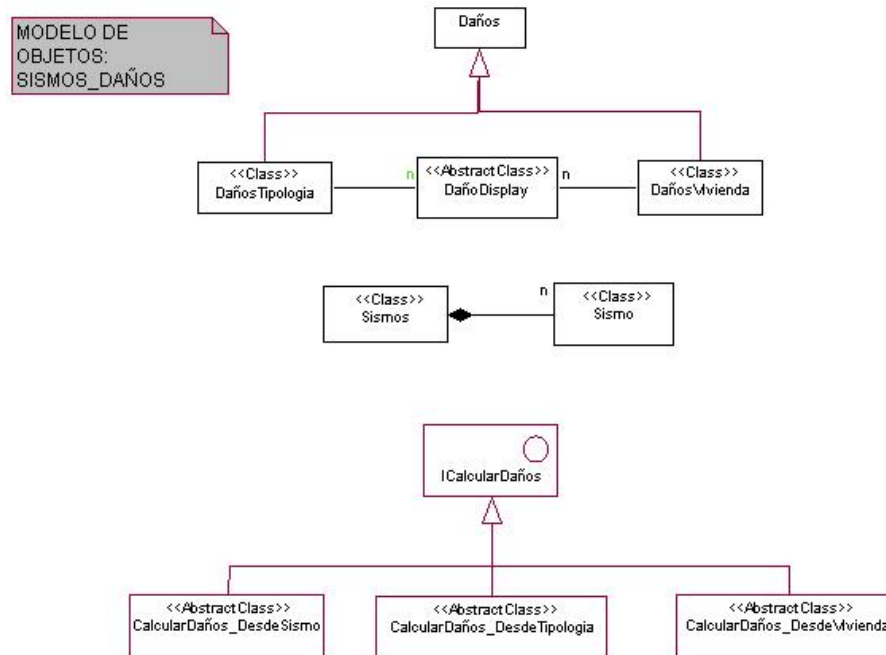 MODELO DE
OBJETOS:
SISMOS_DAÑOS
Daños
<<Class>>
DañosTipologia
n
<<AbstractClass>>
DañoDisplay
n
<<Class>>
DañosVivienda
<<Class>>
Sismos
n
<<Class>>
Sismo
ICalcularDaños
<<AbstractClass>>
CalcularDaños_DesdeSismo
<<AbstractClass>>
CalcularDaños_DesdeTipologia
<<AbstractClass>>
CalcularDaños_DesdeVivienda